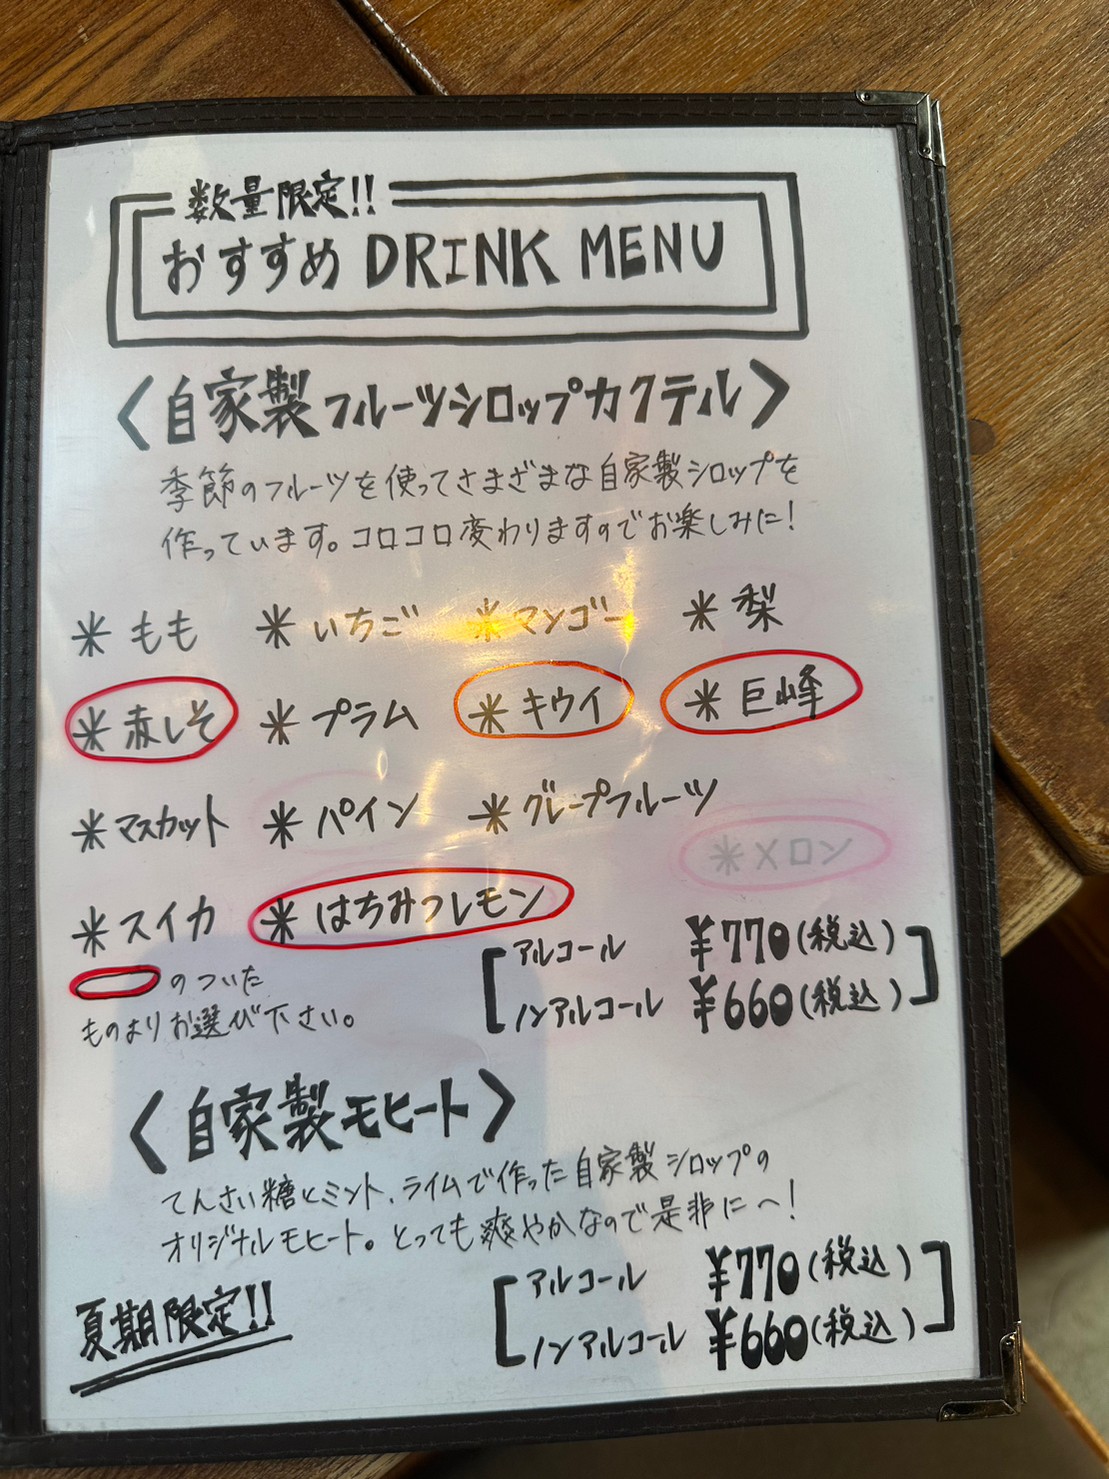 数量限定!!
おすすめ DRINK MENU
〈自家製フルーツシロップカクテル〉
季節のフルーツを使ってさまざまな自家製シロップを
作っています。コロコロ変わりますのでお楽しみに!
* もも * いちご * マンゴー * 梨
* 赤しそ * プラム * キウイ * 巨峰
* マスカット * パイン * グレープフルーツ
* メロン
* スイカ * はちみつレモン
のついた
ものよりお選び下さい。
アルコール ¥770(税込)
ノンアルコール ¥660(税込)
〈自家製モヒート〉
てんさい糖とミント、ライムで作った自家製シロップの
オリジナルモヒート。とっても爽やかなので是非に〜!
夏期限定!!
アルコール ¥770(税込)
ノンアルコール ¥660(税込)